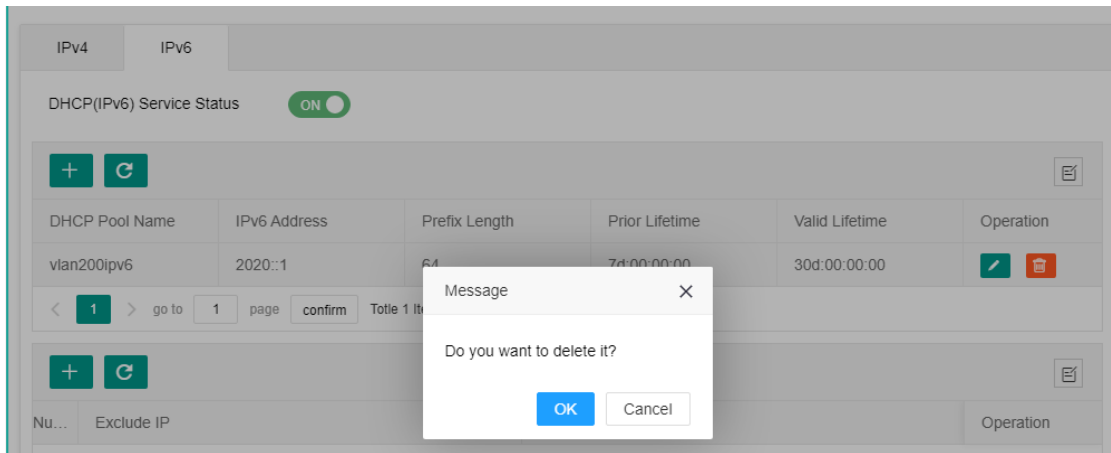 IPv4 IPv6
DHCP(IPv6) Service Status ON
DHCP Pool Name IPv6 Address Prefix Length Prior Lifetime Valid Lifetime Operation
vlan200ipv6 2020::1 64 7d:00:00:00 30d:00:00:00
< 1 > go to 1 page confirm Totle 1 Ite
Message
Do you want to delete it?
OK Cancel
Nu... Exclude IP Operation